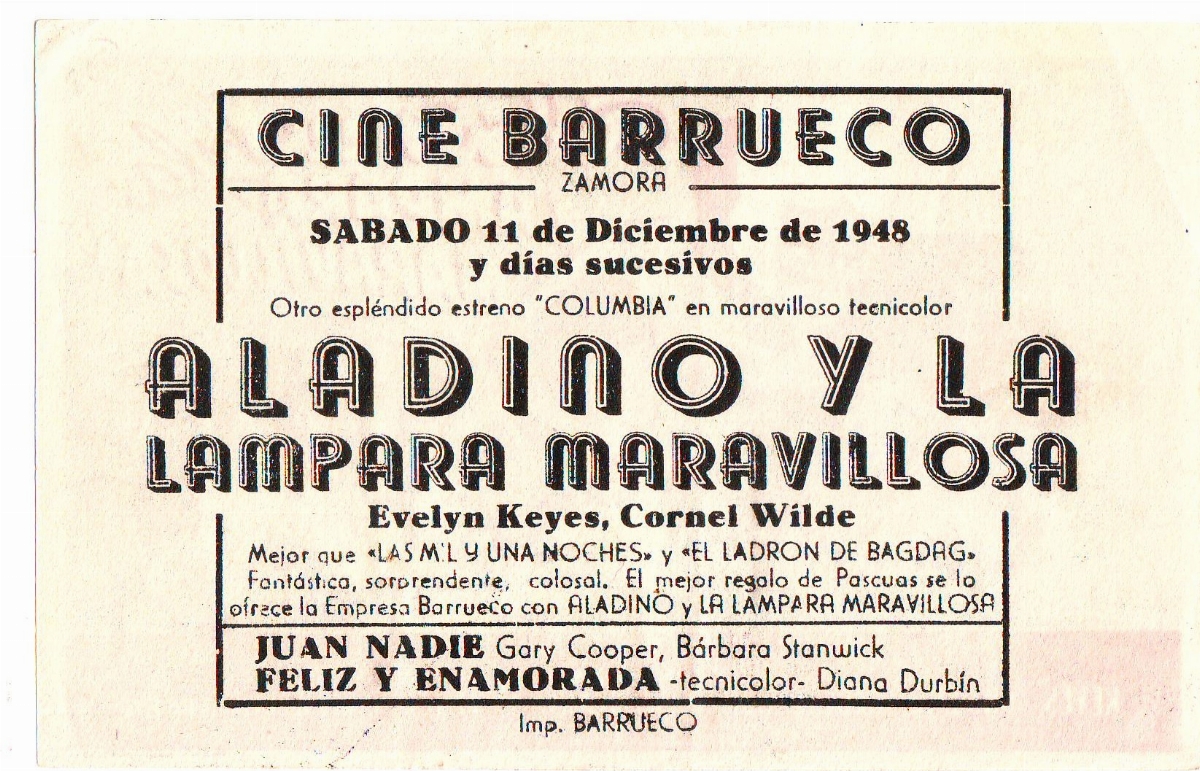 CINE BARRUECO
ZAMORA
SABADO 11 de Diciembre de 1948
y días sucesivos
Otro espléndido estreno "COLUMBIA" en maravilloso tecnicolor
ALADINO Y LA
LAMPARA MARAVILLOSA
Evelyn Keyes, Cornel Wilde
Mejor que «LAS MIL Y UNA NOCHES» y «EL LADRON DE BAGDAG»
Fantástica, sorprendente, colosal. El mejor regalo de Pascuas se lo
ofrece la Empresa Barrueco con ALADINO y LA LAMPARA MARAVILLOSA
JUAN NADIE Gary Cooper, Bárbara Stanwick
FELIZ Y ENAMORADA -tecnicolor- Diana Durbín
Imp. BARRUECO